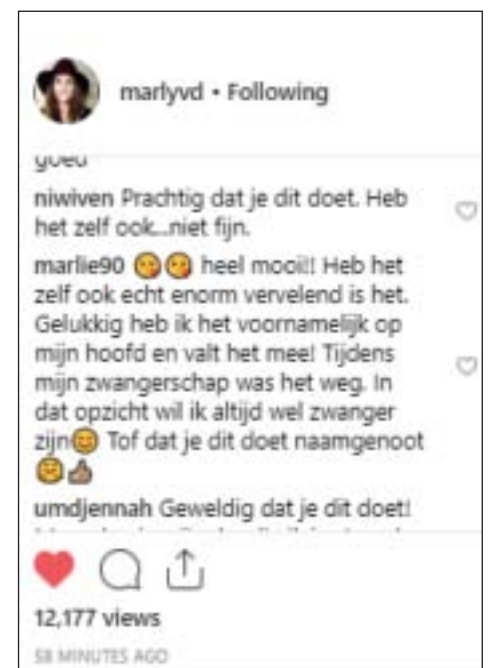 marlyvd • Following
goed
niwiven Prachtig dat je dit doet. Heb
het zelf ook...niet fijn.
marlie90 😋😋 heel mooi!! Heb het
zelf ook echt enorm vervelend is het.
Gelukkig heb ik het voornamelijk op
mijn hoofd en valt het mee! Tijdens
mijn zwangerschap was het weg. In
dat opzicht wil ik altijd wel zwanger
zijn😊 Tof dat je dit doet naamgenoot
😊👍🏽
umdjennah Geweldig dat je dit doet!
12,177 views
58 MINUTES AGO